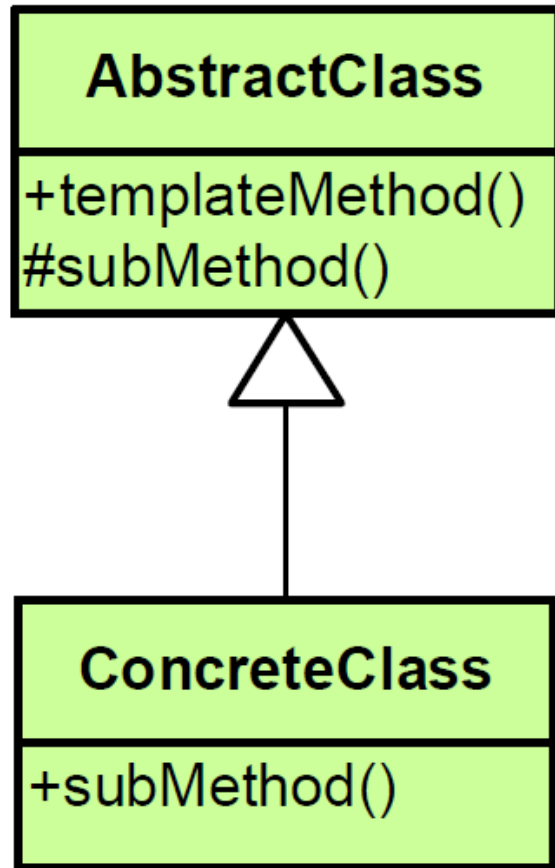 AbstractClass
+templateMethod()
#subMethod()
ConcreteClass
+subMethod()